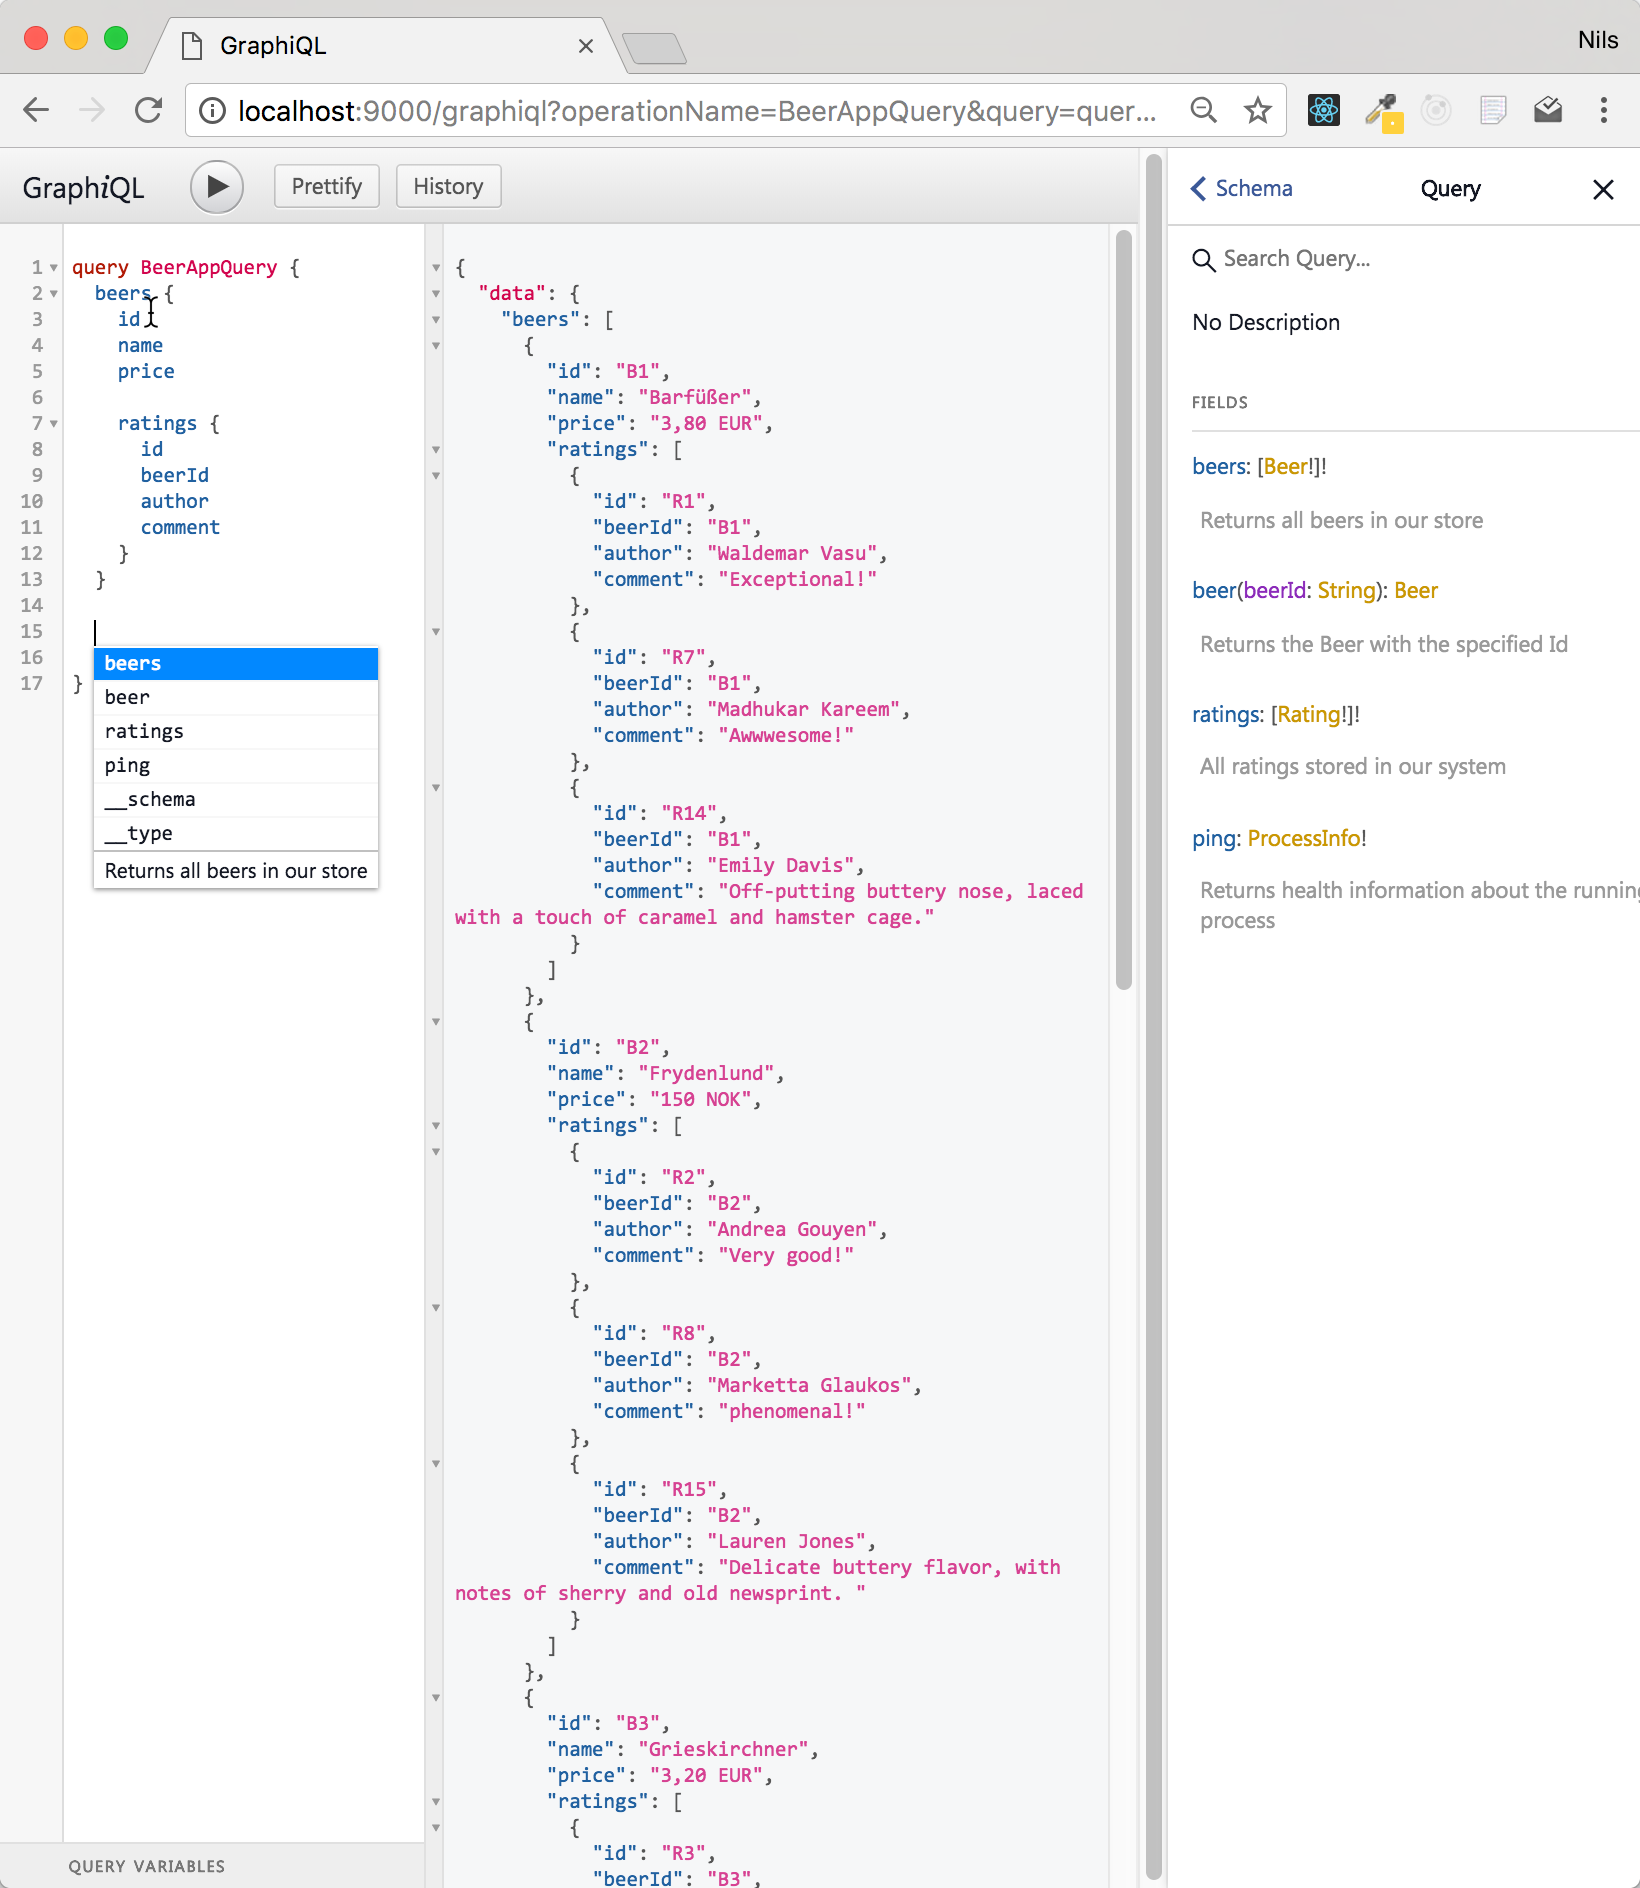 GraphiQL
Nils
localhost:9000/graphiql?operationName=BeerAppQuery&query=quer...
GraphiQL
Prettify
History
1 query BeerAppQuery {
2 beers {
3 id
4 name
5 price
6
7 ratings {
8 id
9 beerId
10 author
11 comment
12 }
13 }
14
15
16
17 }
beers
beer
ratings
ping
__schema
__type
Returns all beers in our store
QUERY VARIABLES
{
"data": {
"beers": [
{
"id": "B1",
"name": "Barfüßer",
"price": "3,80 EUR",
"ratings": [
{
"id": "R1",
"beerId": "B1",
"author": "Waldemar Vasu",
"comment": "Exceptional!"
},
{
"id": "R7",
"beerId": "B1",
"author": "Madhukar Kareem",
"comment": "Awwwesome!"
},
{
"id": "R14",
"beerId": "B1",
"author": "Emily Davis",
"comment": "Off-putting buttery nose, laced
with a touch of caramel and hamster cage."
}
]
},
{
"id": "B2",
"name": "Frydenlund",
"price": "150 NOK",
"ratings": [
{
"id": "R2",
"beerId": "B2",
"author": "Andrea Gouyen",
"comment": "Very good!"
},
{
"id": "R8",
"beerId": "B2",
"author": "Marketta Glaukos",
"comment": "phenomenal!"
},
{
"id": "R15",
"beerId": "B2",
"author": "Lauren Jones",
"comment": "Delicate buttery flavor, with
notes of sherry and old newsprint. "
}
]
},
{
"id": "B3",
"name": "Grieskirchner",
"price": "3,20 EUR",
"ratings": [
{
"id": "R3",
"beerId": "B3",
Schema
Query
Search Query...
No Description
FIELDS
beers: [Beer!]!
Returns all beers in our store
beer(beerId: String): Beer
Returns the Beer with the specified Id
ratings: [Rating!]!
All ratings stored in our system
ping: ProcessInfo!
Returns health information about the running
process